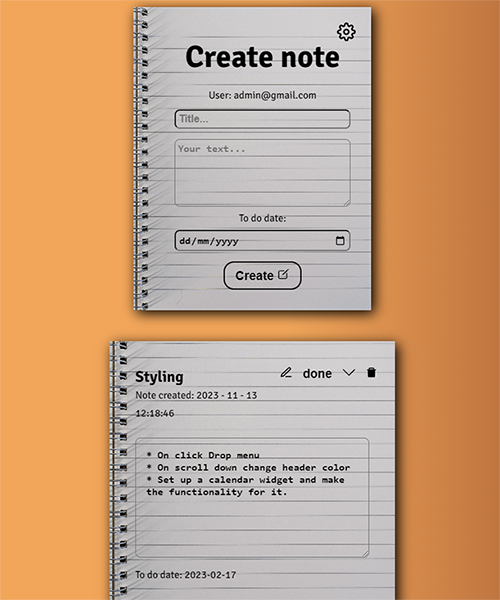 Create note
User: admin@gmail.com
Title...
Your text...
To do date:
dd/mm/yyyy
Create
Styling
done
Note created: 2023 - 11 - 13
12:18:46
* On click Drop menu
* On scroll down change header color
* Set up a calendar widget and make
the functionality for it.
To do date: 2023-02-17